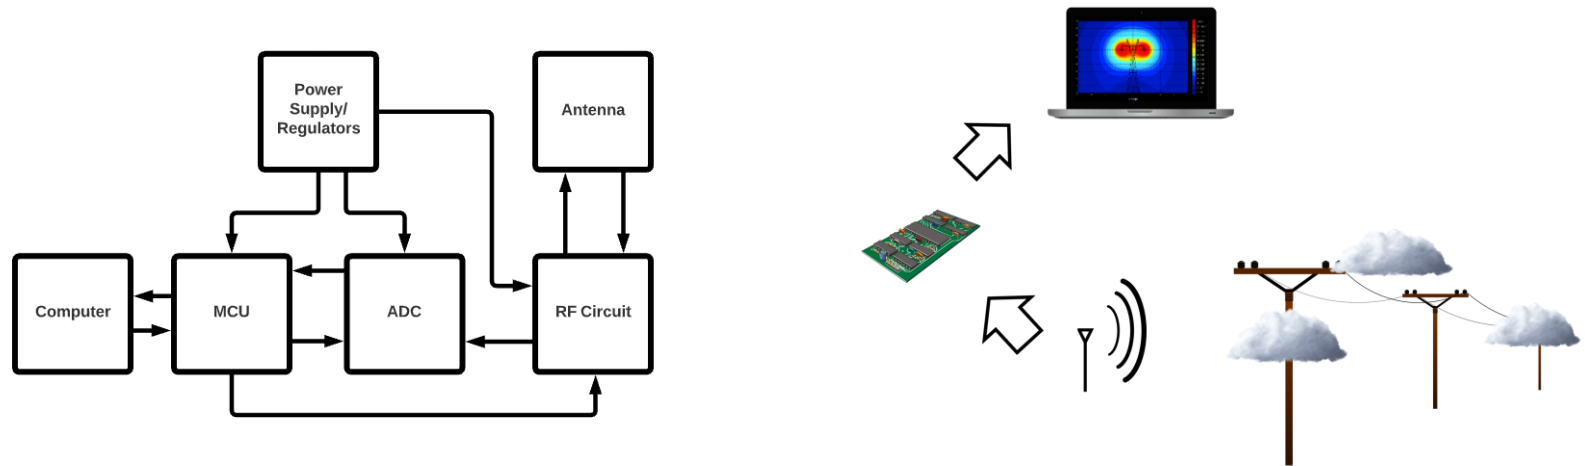 Power
Supply/
Regulators
Antenna
Computer
MCU
ADC
RF Circuit